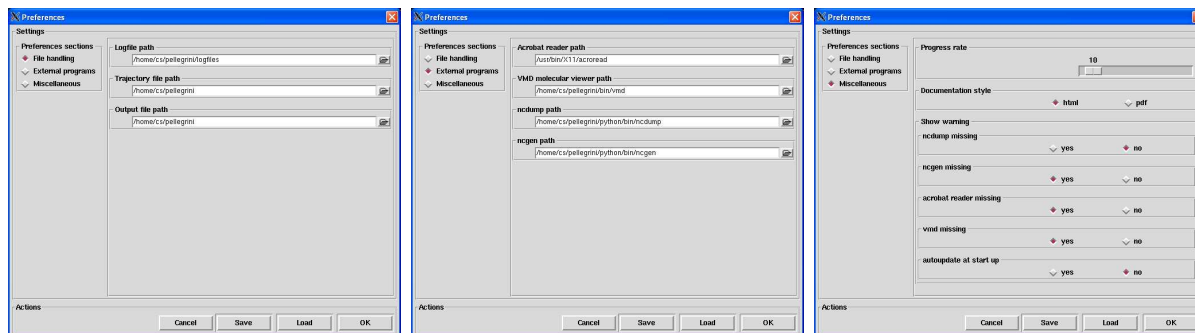 Preferences
Settings
Preferences sections
File handling
External programs
Miscellaneous
Logfile path
/home/cs/pellegrini/logfiles
Trajectory file path
/home/cs/pellegrini
Output file path
/home/cs/pellegrini
Actions
Cancel Save Load OK
Preferences
Settings
Preferences sections
File handling
External programs
Miscellaneous
Acrobat reader path
/usr/bin/X11/acroread
VMD molecular viewer path
/home/cs/pellegrini/bin/vmd
ncdump path
/home/cs/pellegrini/python/bin/ncdump
ncgen path
/home/cs/pellegrini/python/bin/ncgen
Actions
Cancel Save Load OK
Preferences
Settings
Preferences sections
File handling
External programs
Miscellaneous
Progress rate
10
Documentation style
html pdf
Show warning
ncdump missing
yes no
ncgen missing
yes no
acrobat reader missing
yes no
vmd missing
yes no
autoupdate at start up
yes no
Actions
Cancel Save Load OK